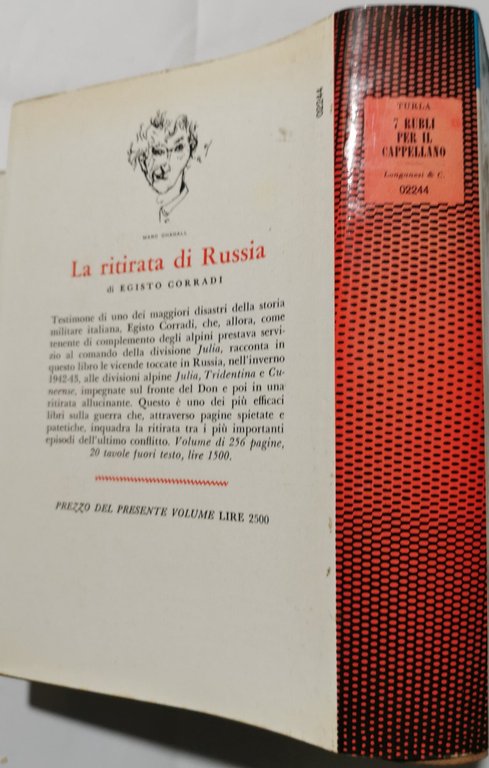 02244
MARC CHAGALL
La ritirata di Russia
di EGISTO CORRADI
Testimone di uno dei maggiori disastri della storia
militare italiana, Egisto Corradi, che, allora, come
tenente di complemento degli alpini prestava servi-
zio al comando della divisione Julia, racconta in
questo libro le vicende toccate in Russia, nell'inverno
1942-43, alle divisioni alpine Julia, Tridentina e Cu-
neense, impegnate sul fronte del Don e poi in una
ritirata allucinante. Questo è uno dei più efficaci
libri sulla guerra che, attraverso pagine spietate e
patetiche, inquadra la ritirata tra i più importanti
episodi dell'ultimo conflitto. Volume di 256 pagine,
20 tavole fuori testo, lire 1500.
PREZZO DEL PRESENTE VOLUME LIRE 2500
TURLA
7 RUBLI
PER IL
CAPPELLANO
Longanesi & C.
02244